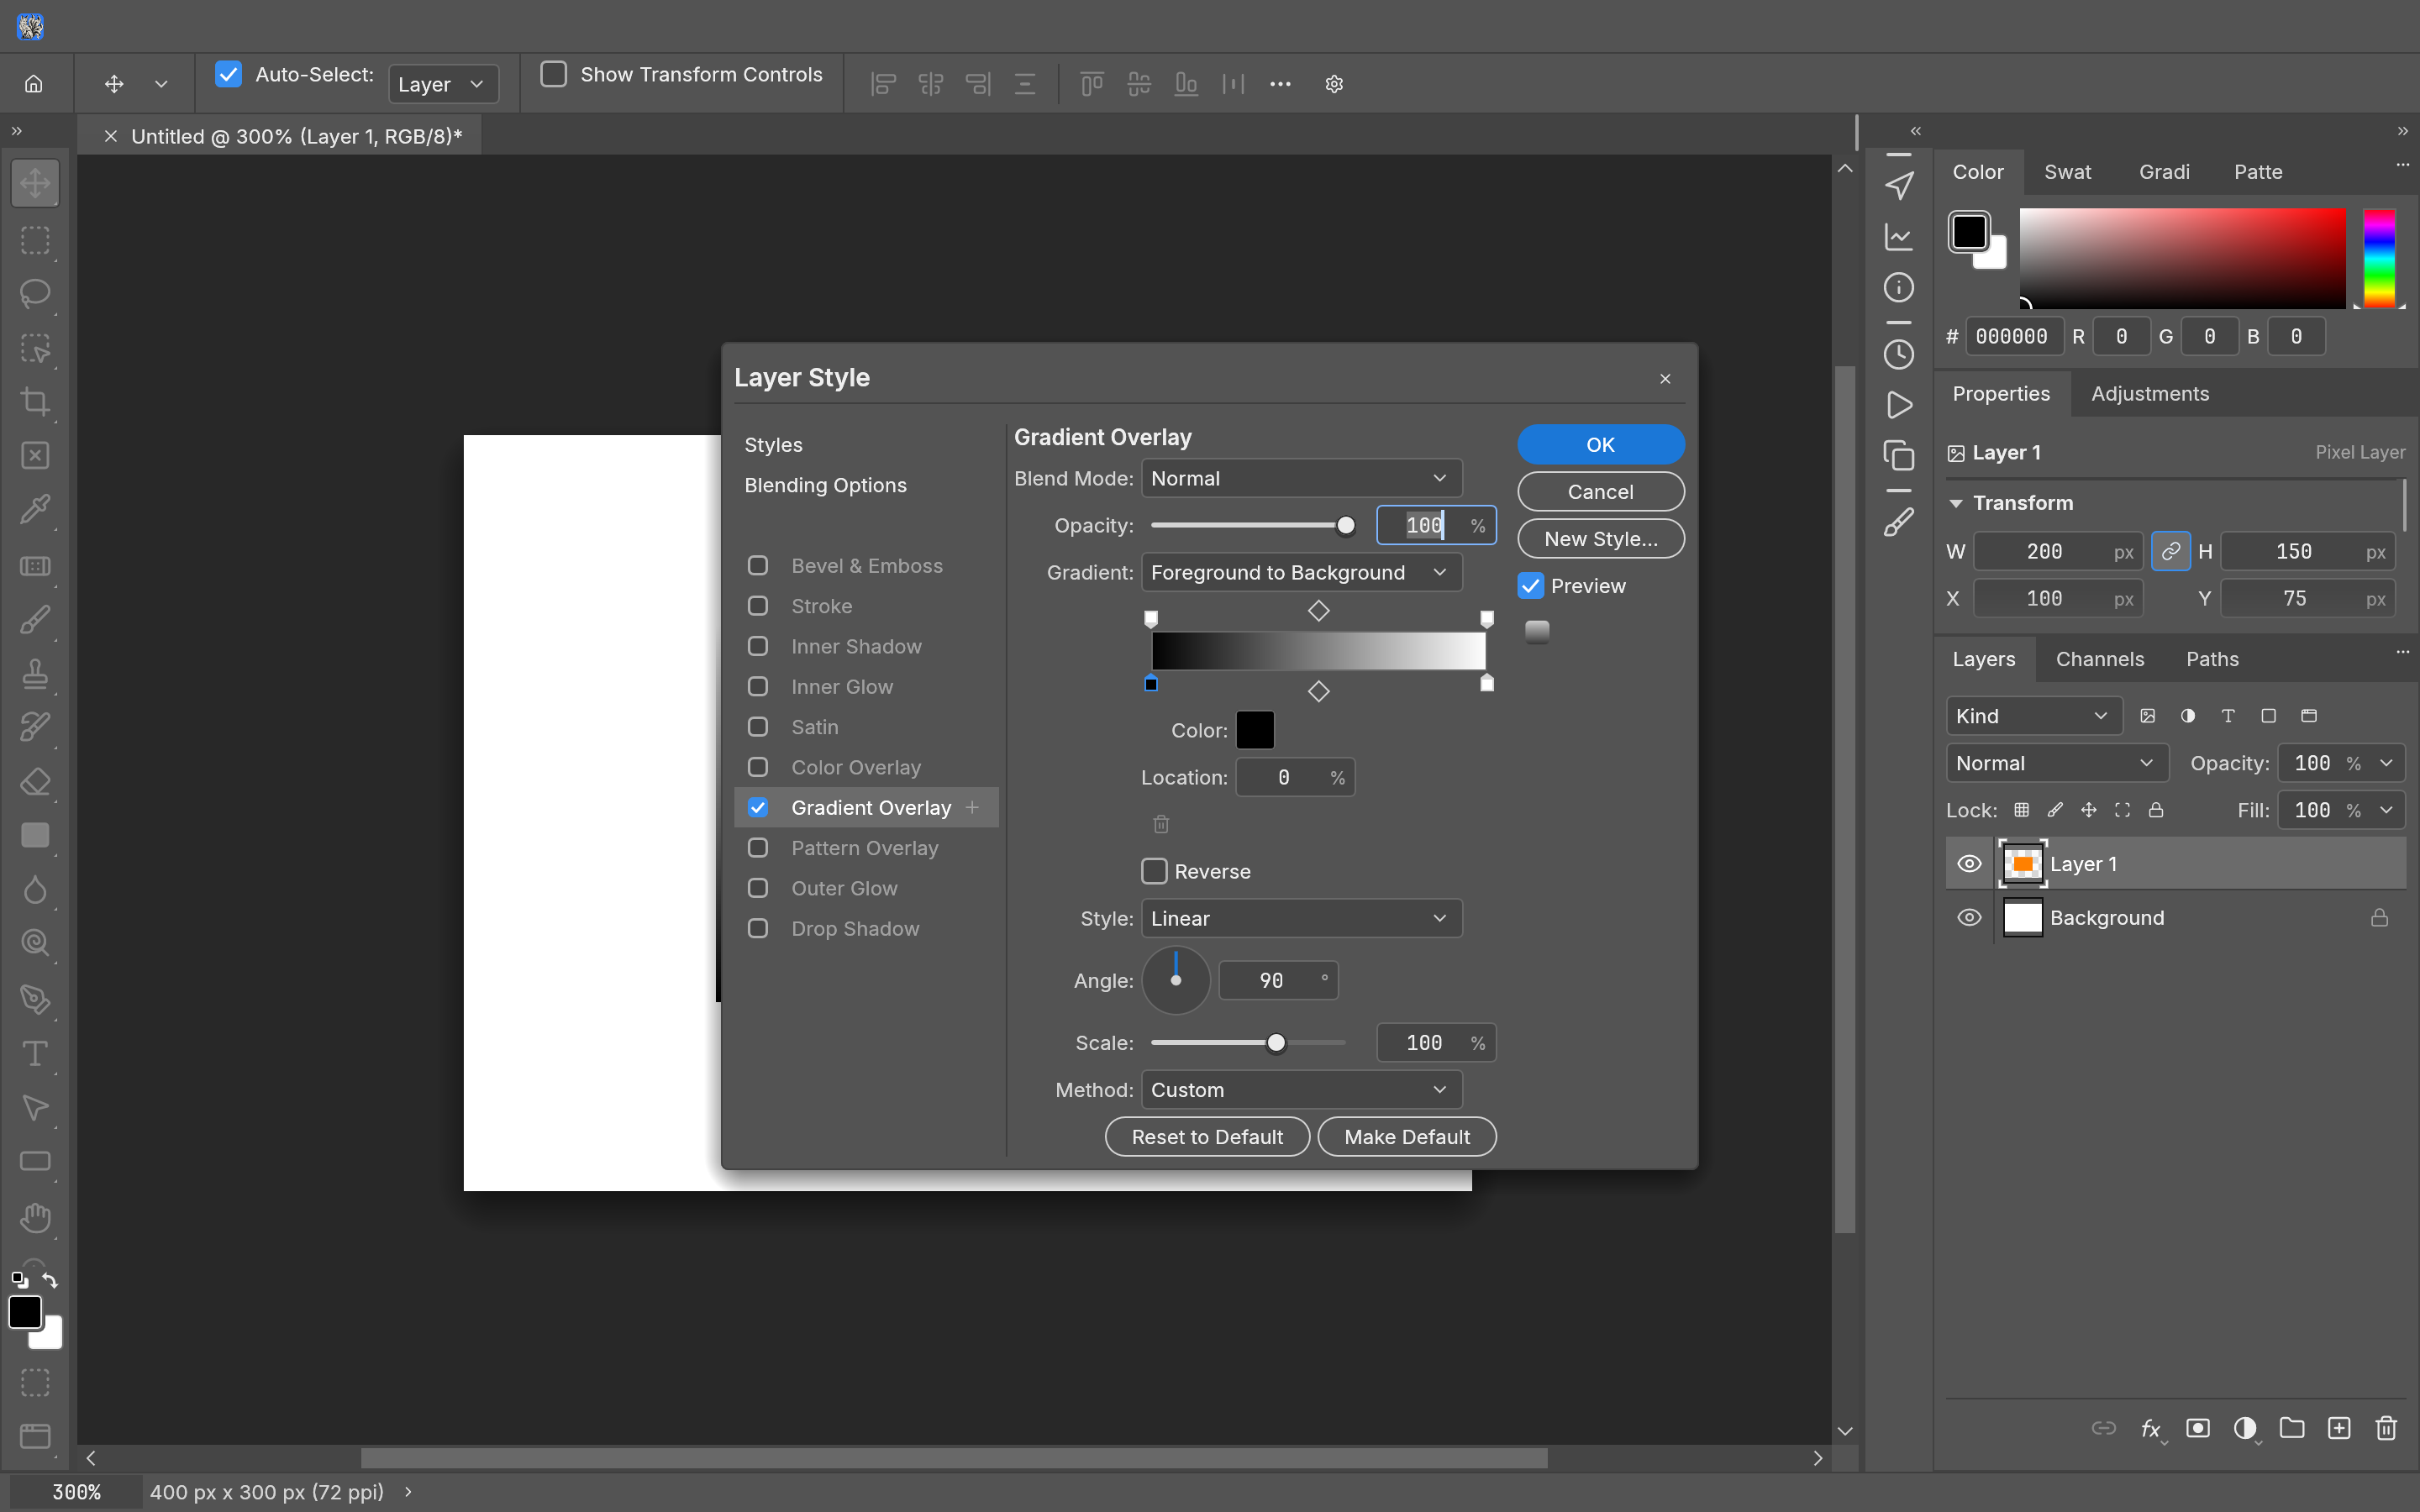 Auto-Select: Layer Show Transform Controls
Untitled @ 300% (Layer 1, RGB/8)*
Color Swat Gradi Patte
# 000000 R 0 G 0 B 0
Properties Adjustments
Layer 1 Pixel Layer
Transform
W 200 px H 150 px
X 100 px Y 75 px
Layers Channels Paths
Kind
Normal Opacity: 100 %
Lock: Fill: 100 %
Layer 1
Background
fx
Layer Style
Styles
Blending Options
Bevel & Emboss
Stroke
Inner Shadow
Inner Glow
Satin
Color Overlay
Gradient Overlay
Pattern Overlay
Outer Glow
Drop Shadow
Gradient Overlay
Blend Mode: Normal
Opacity: 100 %
Gradient: Foreground to Background
Color:
Location: 0 %
Reverse
Style: Linear
Angle: 90 °
Scale: 100 %
Method: Custom
Reset to Default Make Default
OK
Cancel
New Style...
Preview
300% 400 px x 300 px (72 ppi)